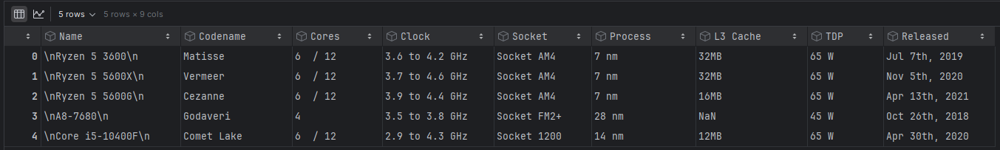 5 rows 5 rows × 9 cols
Name Codename Cores Clock Socket Process L3 Cache TDP Released
0 \nRyzen 5 3600\n Matisse 6  / 12 3.6 to 4.2 GHz Socket AM4 7 nm 32MB 65 W Jul 7th, 2019
1 \nRyzen 5 5600X\n Vermeer 6  / 12 3.7 to 4.6 GHz Socket AM4 7 nm 32MB 65 W Nov 5th, 2020
2 \nRyzen 5 5600G\n Cezanne 6  / 12 3.9 to 4.4 GHz Socket AM4 7 nm 16MB 65 W Apr 13th, 2021
3 \nA8-7680\n Godaveri 4 3.5 to 3.8 GHz Socket FM2+ 28 nm NaN 45 W Oct 26th, 2018
4 \nCore i5-10400F\n Comet Lake 6  / 12 2.9 to 4.3 GHz Socket 1200 14 nm 12MB 65 W Apr 30th, 2020